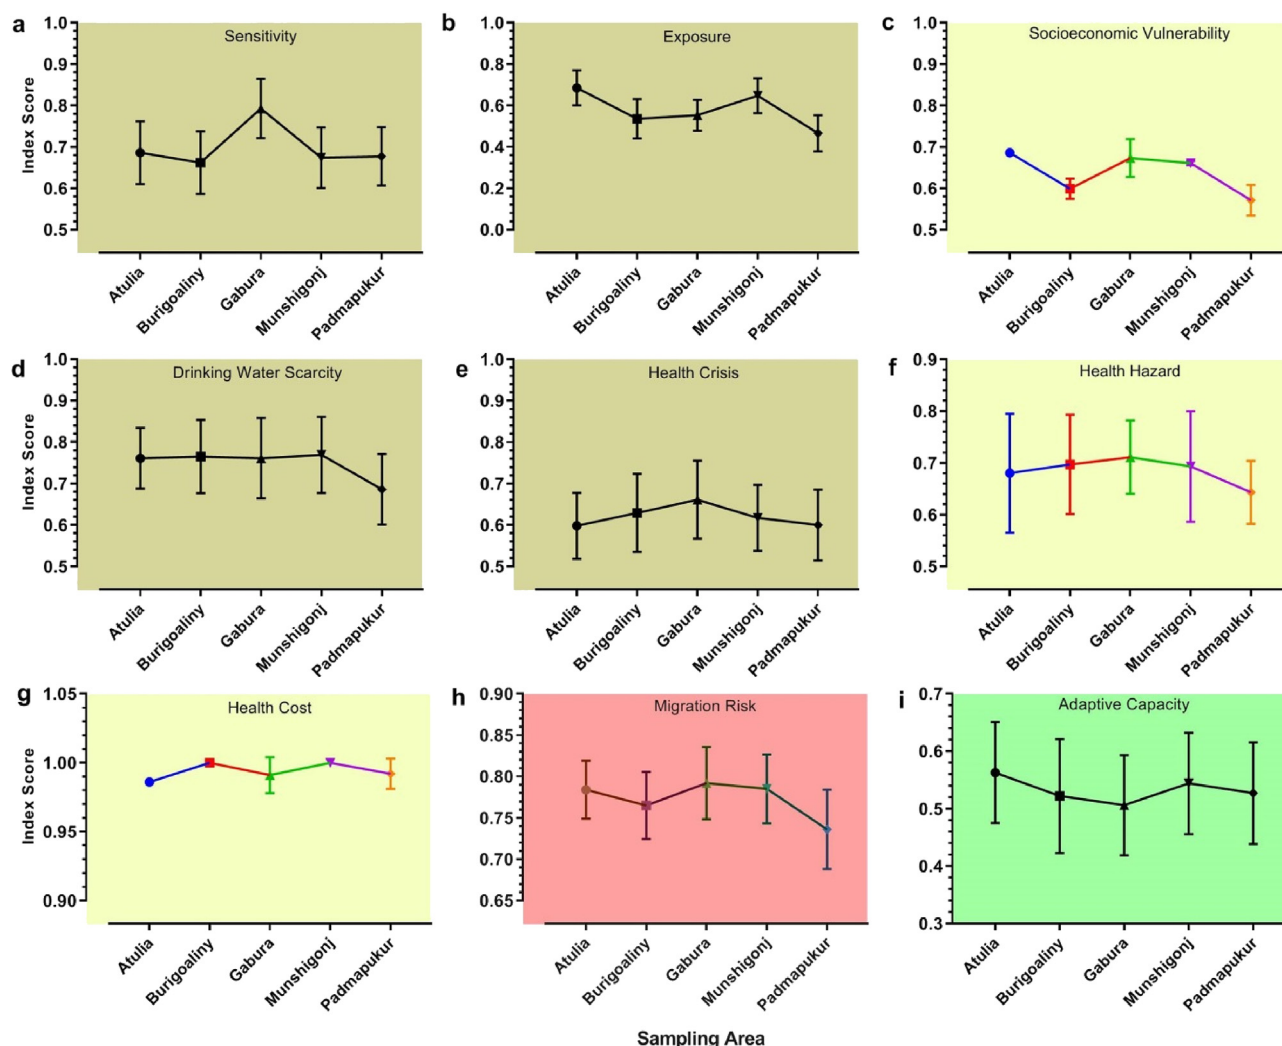 a
Sensitivity
Index Score
1.0
0.9
0.8
0.7
0.6
0.5
Atulia
Burigoaliny
Gabura
Munshigonj
Padmapukur
b
Exposure
1.0
0.8
0.6
0.4
0.2
0.0
Atulia
Burigoaliny
Gabura
Munshigonj
Padmapukur
c
Socioeconomic Vulnerability
1.0
0.9
0.8
0.7
0.6
0.5
Atulia
Burigoaliny
Gabura
Munshigonj
Padmapukur
d
Drinking Water Scarcity
Index Score
1.0
0.9
0.8
0.7
0.6
0.5
Atulia
Burigoaliny
Gabura
Munshigonj
Padmapukur
e
Health Crisis
1.0
0.9
0.8
0.7
0.6
0.5
Atulia
Burigoaliny
Gabura
Munshigonj
Padmapukur
f
Health Hazard
0.9
0.8
0.7
0.6
0.5
Atulia
Burigoaliny
Gabura
Munshigonj
Padmapukur
g
Health Cost
Index Score
1.05
1.00
0.95
0.90
Atulia
Burigoaliny
Gabura
Munshigonj
Padmapukur
h
Migration Risk
0.90
0.85
0.80
0.75
0.70
0.65
Atulia
Burigoaliny
Gabura
Munshigonj
Padmapukur
i
Adaptive Capacity
0.7
0.6
0.5
0.4
0.3
Atulia
Burigoaliny
Gabura
Munshigonj
Padmapukur
Sampling Area